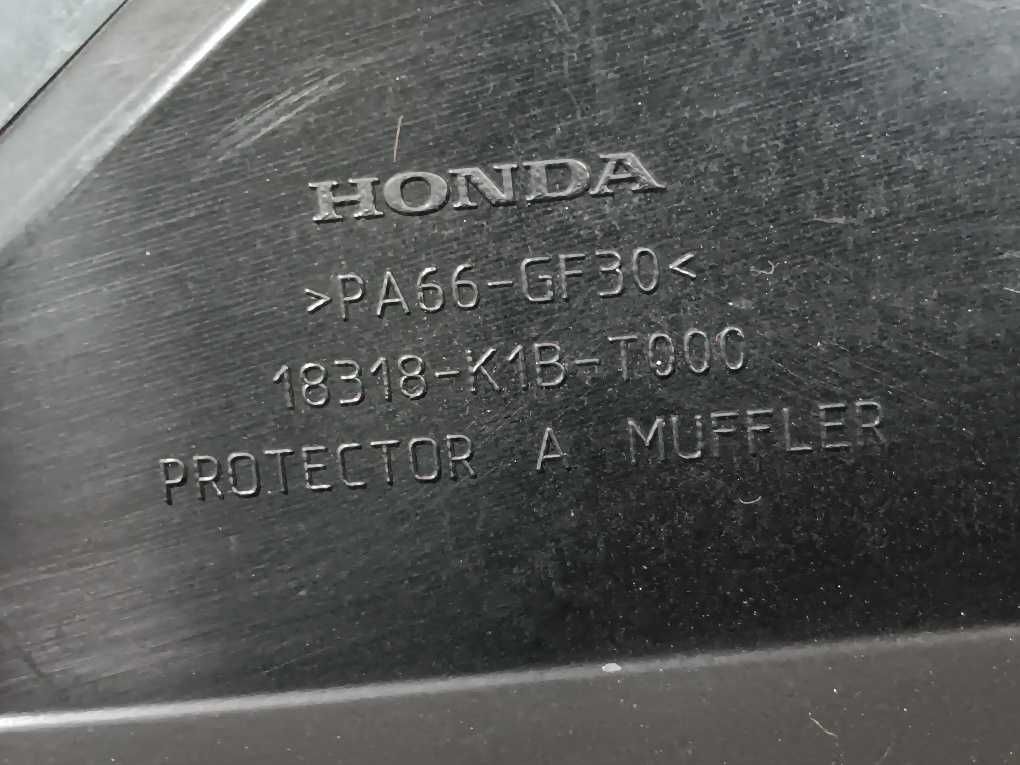 HONDA
>PA66-GF30<
18318-K1B-T000
PROTECTOR A MUFFLER